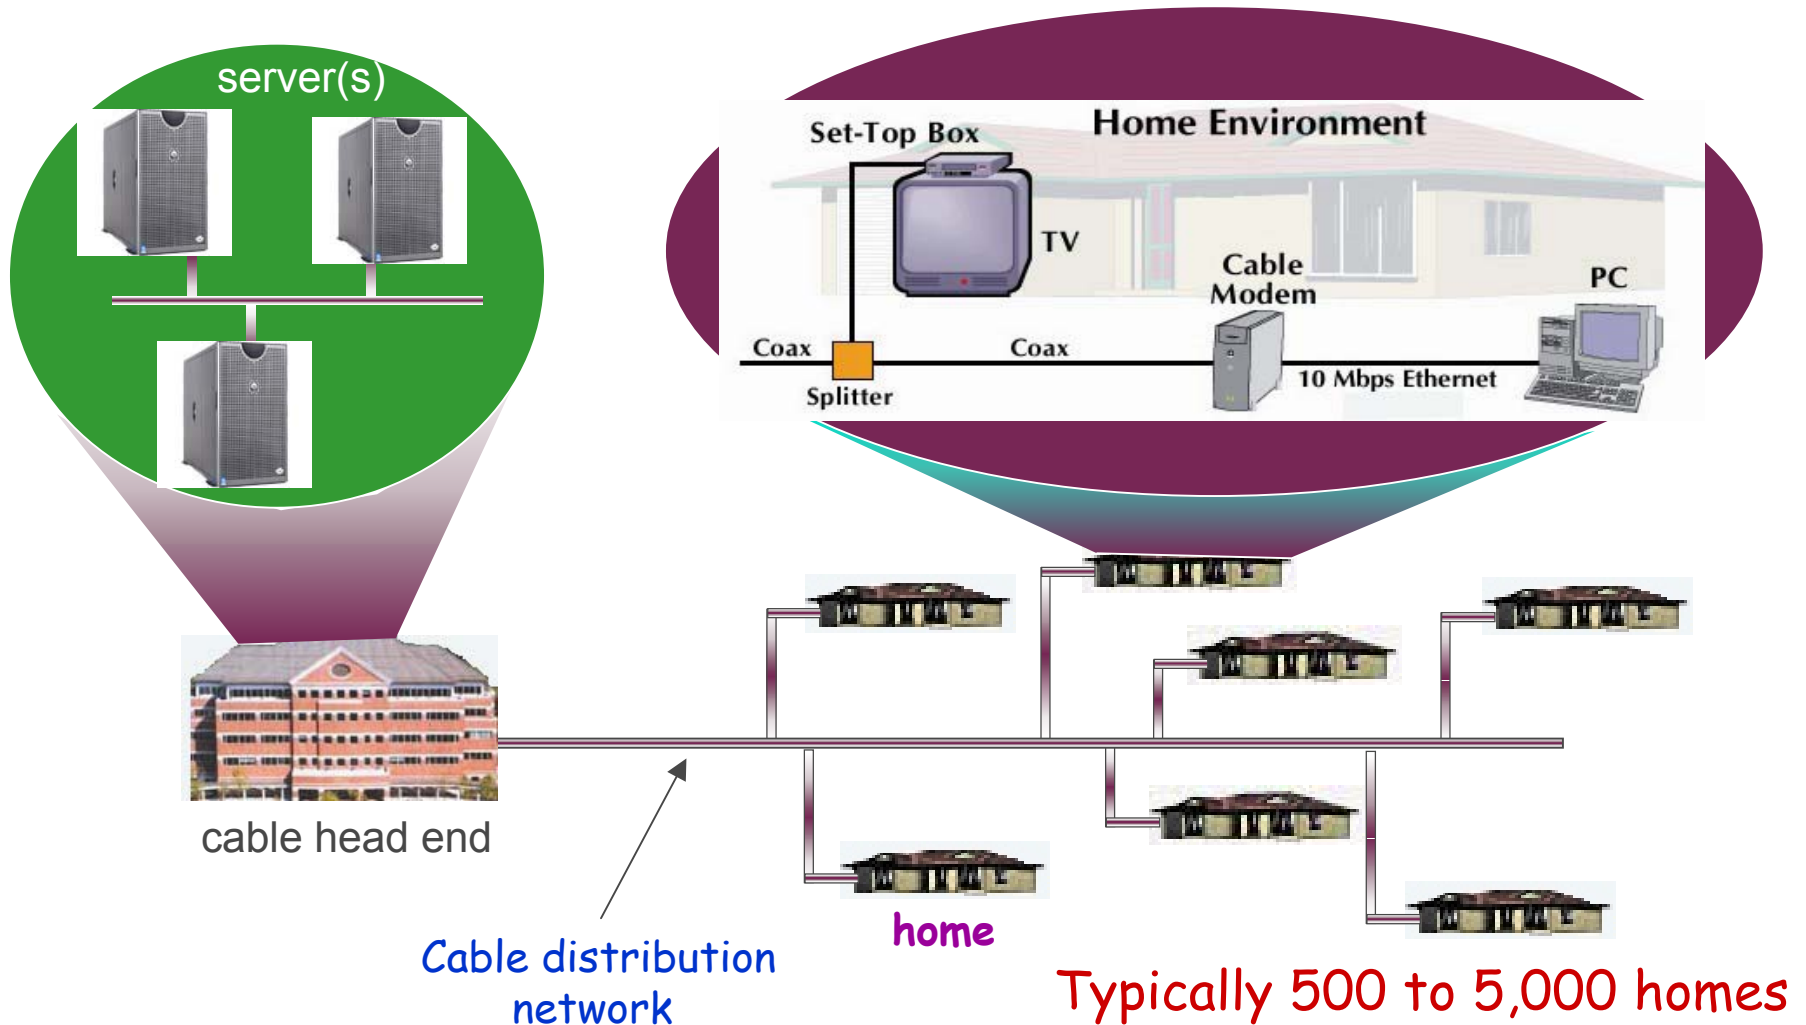 server(s)
Home Environment
Set-Top Box
TV
Cable
Modem
PC
Coax
Coax
10 Mbps Ethernet
Splitter
cable head end
home
Cable distribution
network
Typically 500 to 5,000 homes